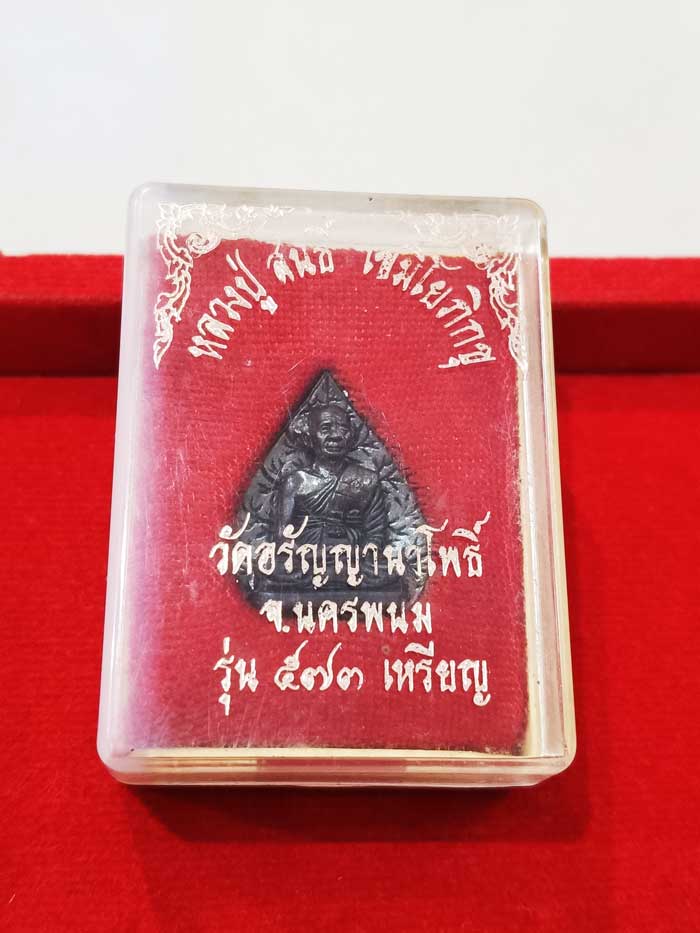 หลวงปู่ สนธิ์ เขมิโยภิกขุ
วัดอรัญญานาโพธิ์
จ.นครพนม
รุ่น ๕๗๓ เหรียญ